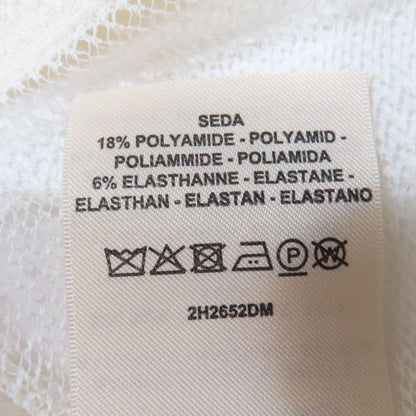 SEDA
18% POLYAMIDE - POLYAMID -
POLIAMMIDE - POLIAMIDA
6% ELASTHANNE - ELASTANE -
ELASTHAN - ELASTAN - ELASTANO
P W
2H2652DM